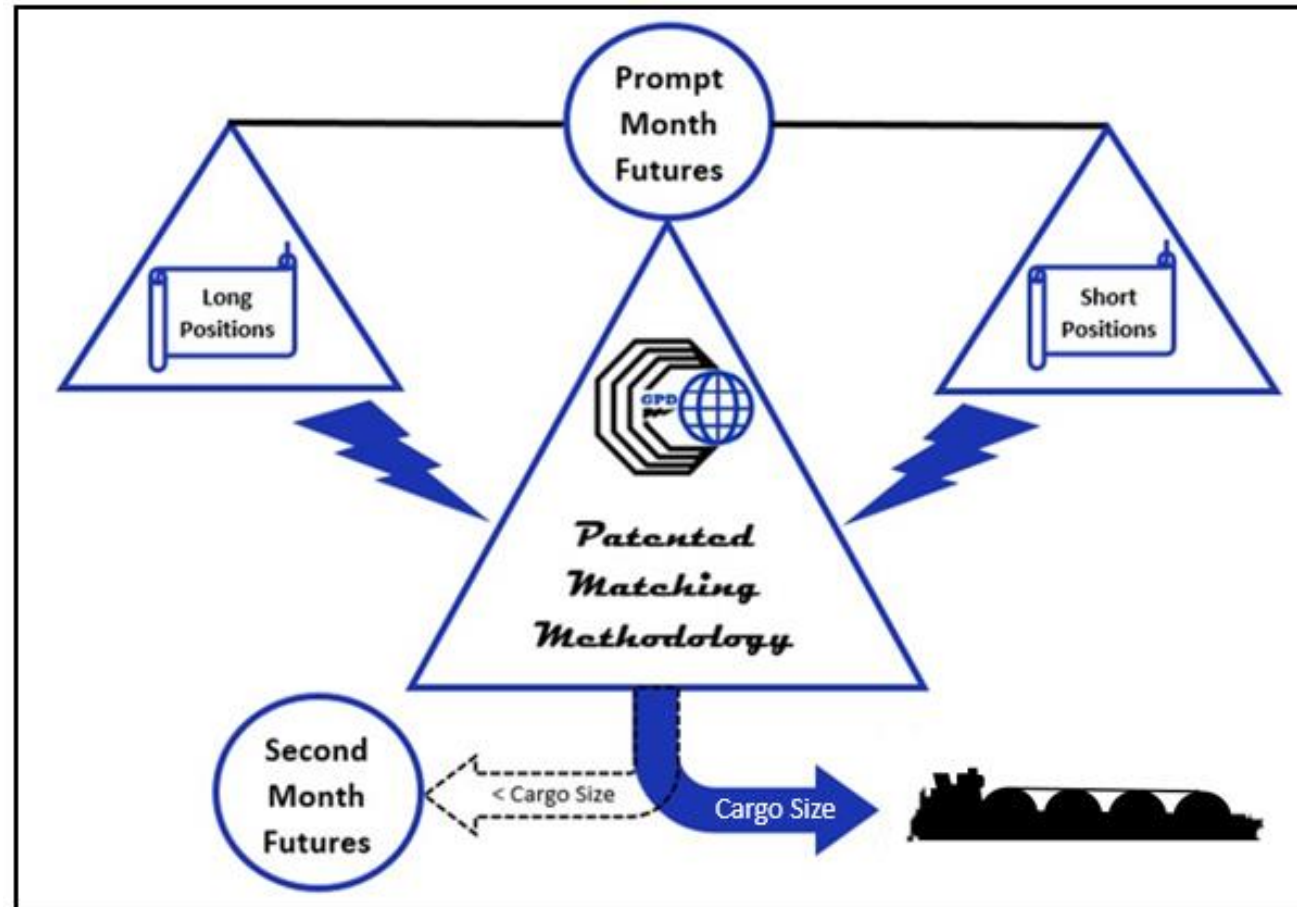 Prompt
Month
Futures
Long
Positions
Short
Positions
GPD
Patented
Matching
Methodology
Second
Month
Futures
< Cargo Size
Cargo Size